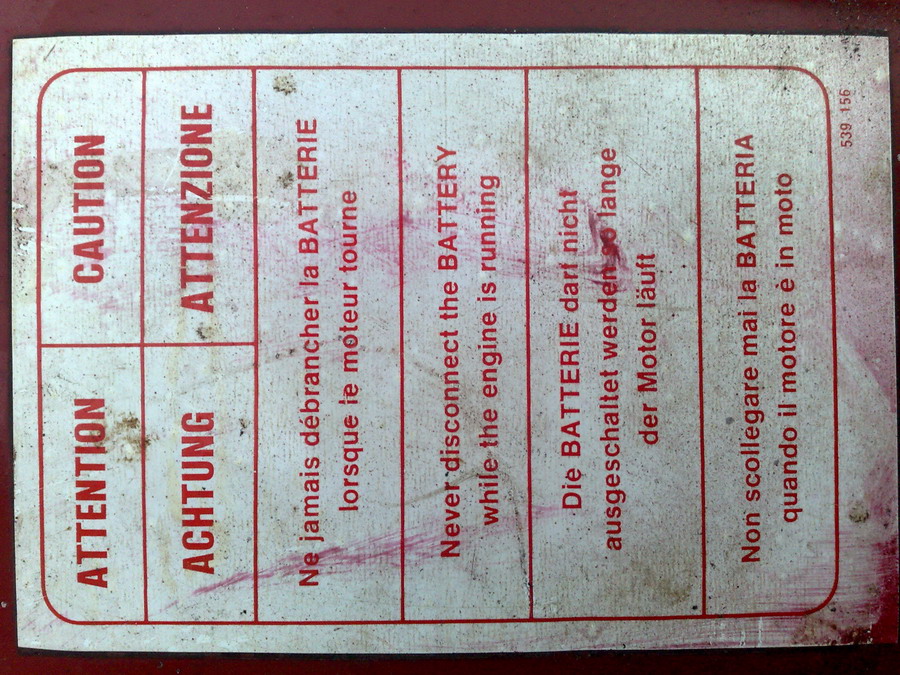 ATTENTION CAUTION
ACHTUNG ATTENZIONE
Ne jamais débrancher la BATTERIE
lorsque le moteur tourne
Never disconnect the BATTERY
while the engine is running
Die BATTERIE darf nicht
ausgeschaltet werden so lange
der Motor läuft
Non scollegare mai la BATTERIA
quando il motore è in moto
539 156